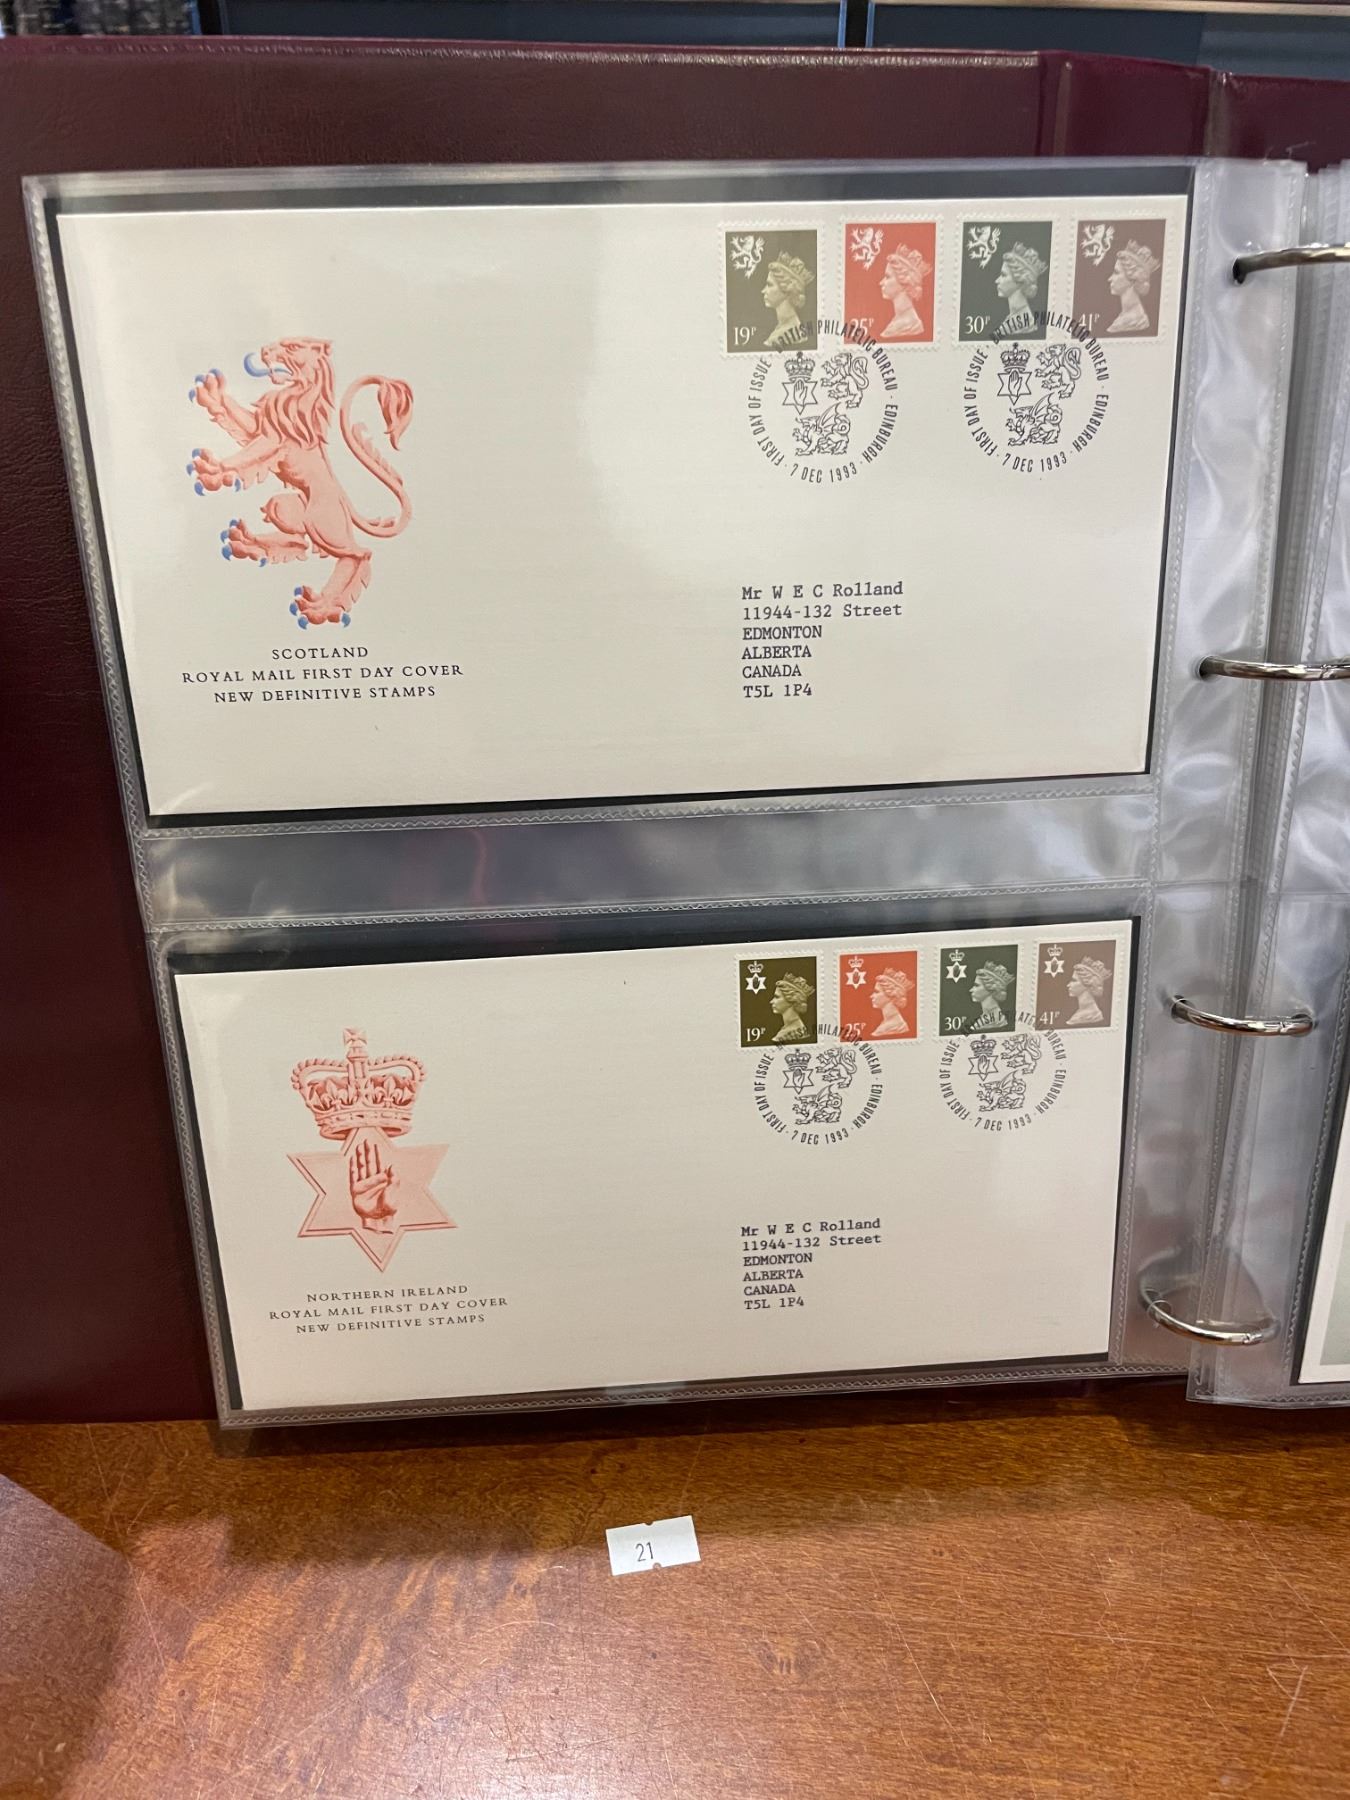 19P
25P
30P
41P
FIRST DAY OF ISSUE · BRITISH PHILATELIC BUREAU · EDINBURGH · 7 DEC 1993 ·
FIRST DAY OF ISSUE · BRITISH PHILATELIC BUREAU · EDINBURGH · 7 DEC 1993 ·
Mr W E C Rolland
11944-132 Street
EDMONTON
ALBERTA
CANADA
T5L 1P4
SCOTLAND
ROYAL MAIL FIRST DAY COVER
NEW DEFINITIVE STAMPS
19P
25P
30P
41P
FIRST DAY OF ISSUE · BRITISH PHILATELIC BUREAU · EDINBURGH · 7 DEC 1993 ·
FIRST DAY OF ISSUE · BRITISH PHILATELIC BUREAU · EDINBURGH · 7 DEC 1993 ·
Mr W E C Rolland
11944-132 Street
EDMONTON
ALBERTA
CANADA
T5L 1P4
NORTHERN IRELAND
ROYAL MAIL FIRST DAY COVER
NEW DEFINITIVE STAMPS
21